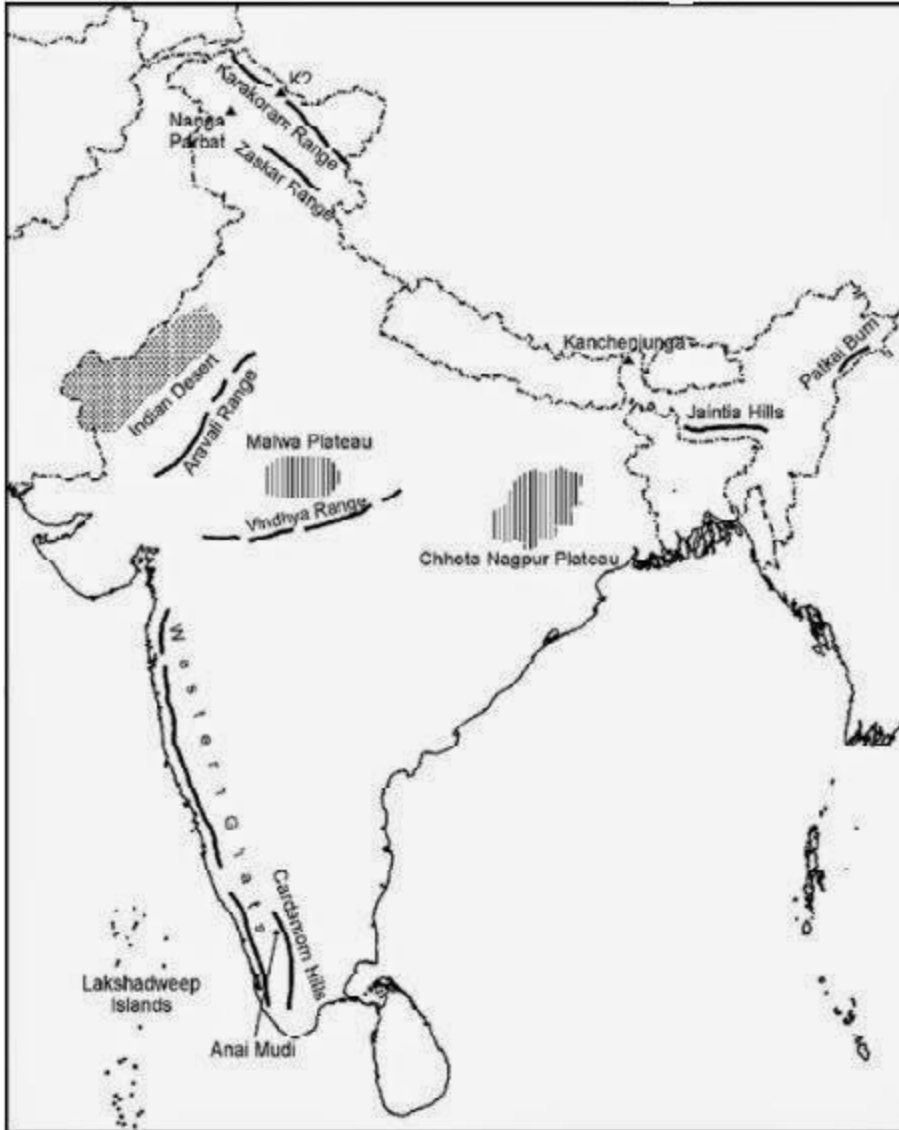 K2
Karakoram Range
Nanga
Parbat
Zaskar Range
Kanchenjunga
Patkai Bum
Indian Desert
Aravali Range
Jaintia Hills
Malwa Plateau
Vindhya Range
Chhota Nagpur Plateau
Western Ghats
Cardamom Hills
Lakshadweep
Islands
Anai Mudi